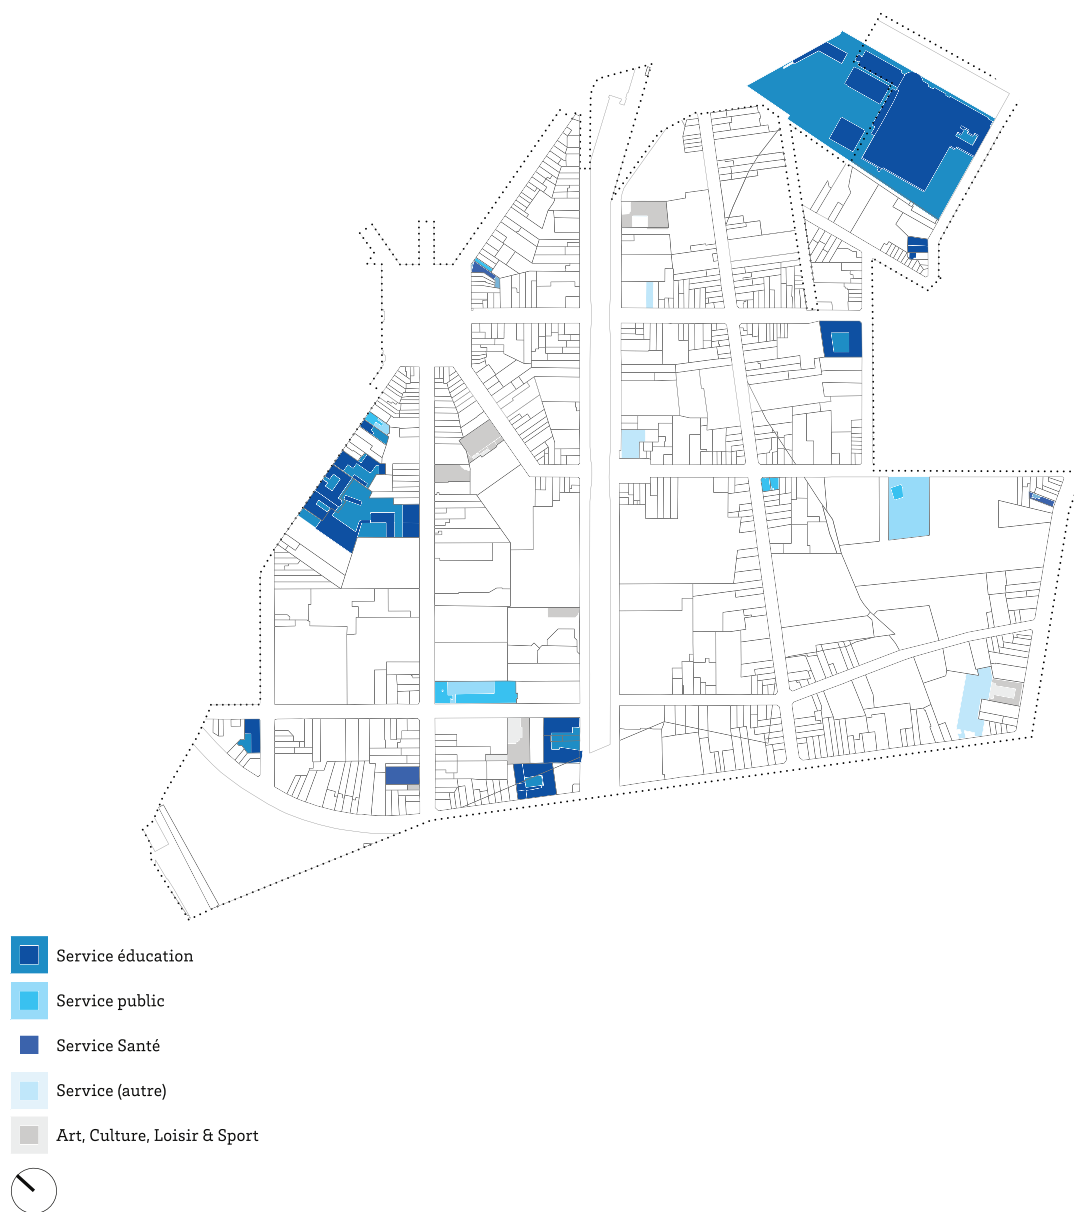 Service éducation
Service public
Service Santé
Service (autre)
Art, Culture, Loisir & Sport